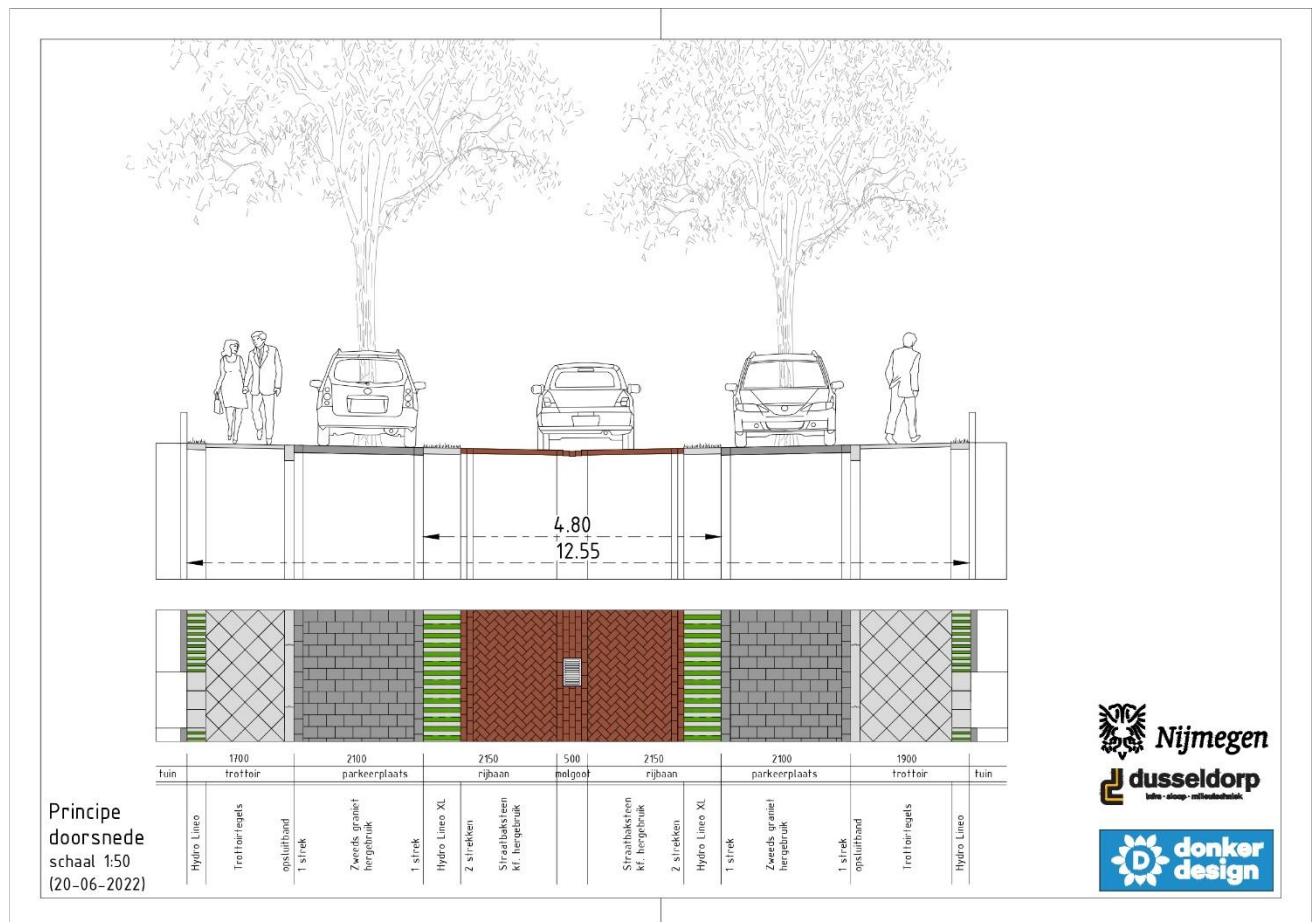 4.80
12.55
1700
2100
2150
500
2150
2100
1900
tuin
trottoir
parkeerplaats
rijbaan
molgoot
rijbaan
parkeerplaats
trottoir
tuin
Hydro Lineo
Trottoirtegels
opsluitband
1 strek
Zweeds graniet
hergebruik
1 strek
Hydro Lineo XL
2 strekken
Straatbaksteen
kf. hergebruik
Straatbaksteen
kf. hergebruik
2 strekken
Hydro Lineo XL
1 strek
Zweeds graniet
hergebruik
1 strek
opsluitband
Trottoirtegels
Hydro Lineo
Principe
doorsnede
schaal 1:50
(20-06-2022)
Nijmegen
dusseldorp
infra - sloop - milieutechniek
D
donker
design